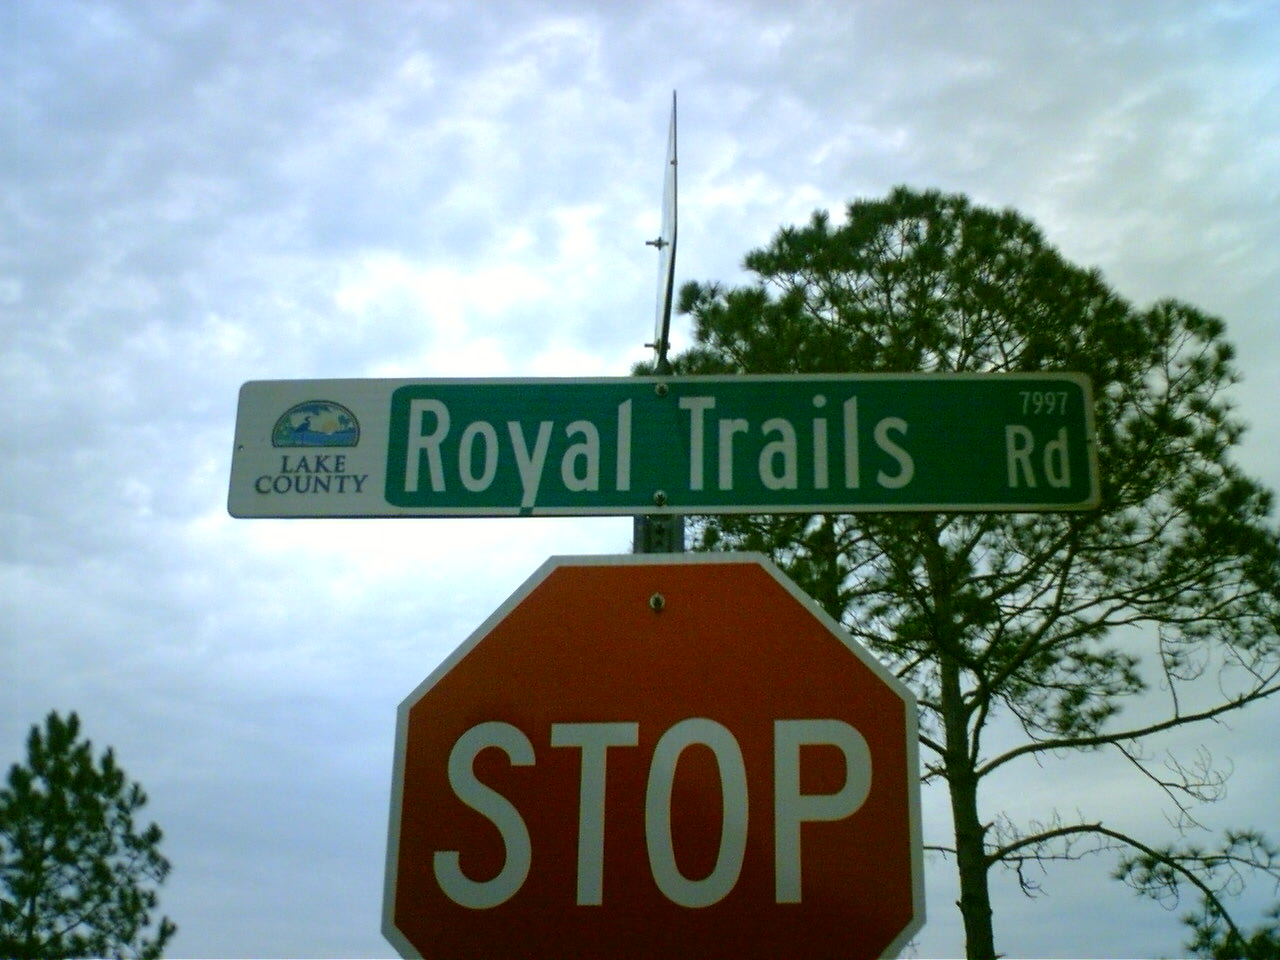 LAKE
COUNTY
Royal Trails
7997
Rd
STOP